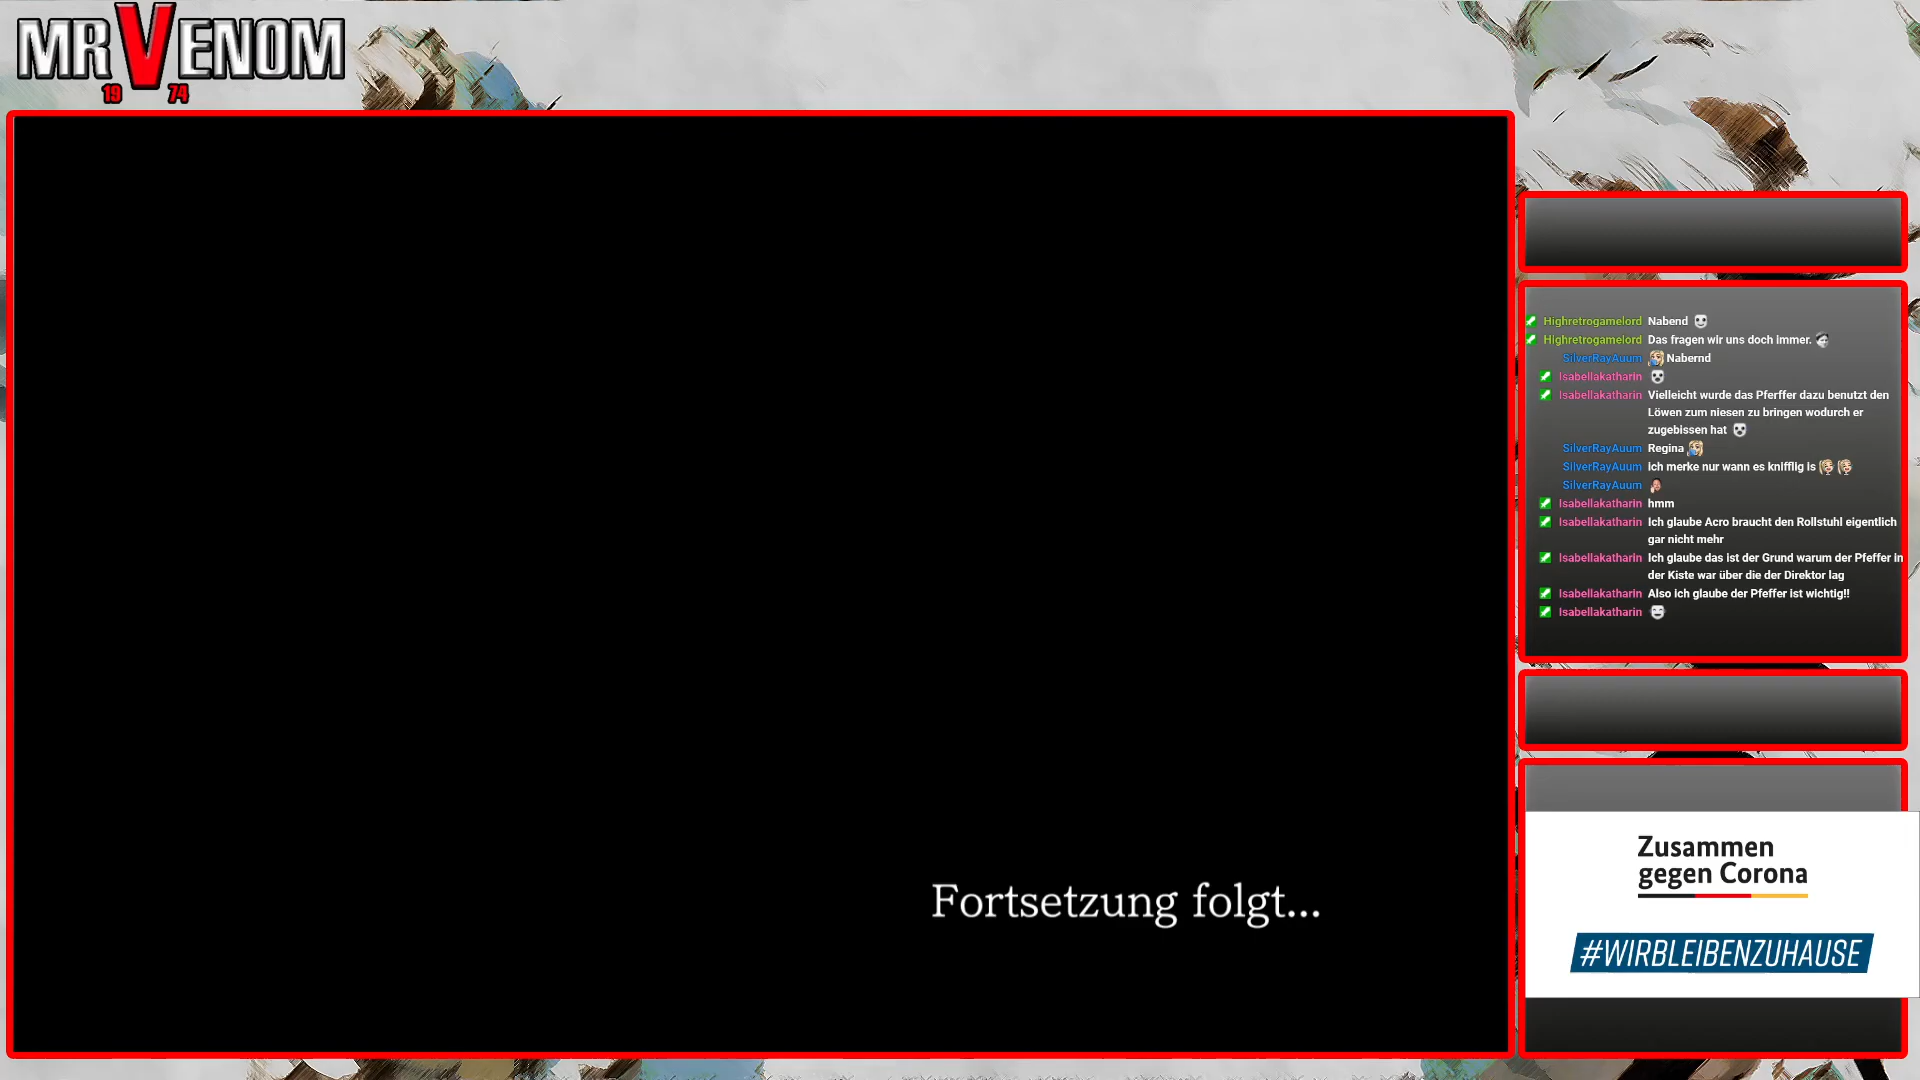 MRVENOM
19 74
Highretrogamelord Nabend
Highretrogamelord Das fragen wir uns doch immer.
SilverRayAuum Nabernd
Isabellakatharin
Isabellakatharin Vielleicht wurde das Pferffer dazu benutzt den
Löwen zum niesen zu bringen wodurch er
zugebissen hat
SilverRayAuum Regina
SilverRayAuum Ich merke nur wann es knifflig is
SilverRayAuum
Isabellakatharin hmm
Isabellakatharin Ich glaube Acro braucht den Rollstuhl eigentlich
gar nicht mehr
Isabellakatharin Ich glaube das ist der Grund warum der Pfeffer in
der Kiste war über die der Direktor lag
Isabellakatharin Also ich glaube der Pfeffer ist wichtig!!
Isabellakatharin
Fortsetzung folgt...
Zusammen
gegen Corona
#WIRBLEIBENZUHAUSE